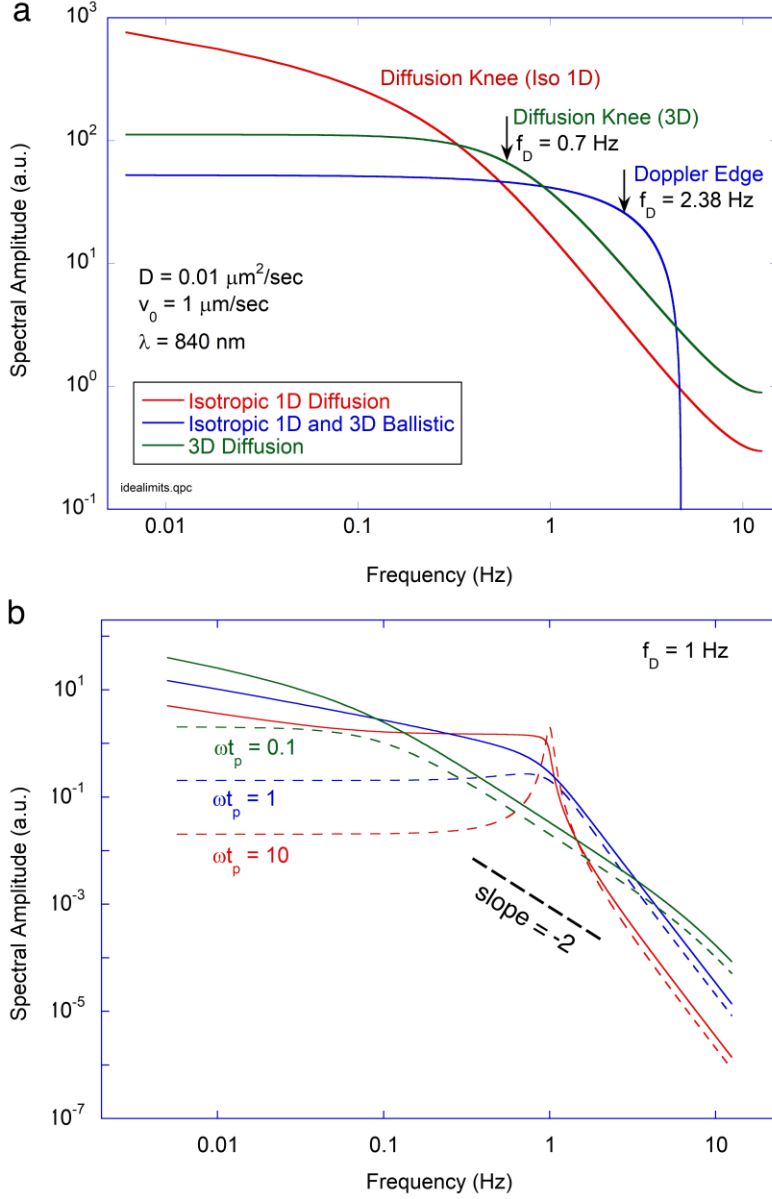 a
10^3
10^2
10^1
10^0
10^-1
Spectral Amplitude (a.u.)
Diffusion Knee (Iso 1D)
Diffusion Knee (3D)
f_D = 0.7 Hz
Doppler Edge
f_D = 2.38 Hz
D = 0.01 μm^2/sec
v_0 = 1 μm/sec
λ = 840 nm
Isotropic 1D Diffusion
Isotropic 1D and 3D Ballistic
3D Diffusion
idealimits.qpc
0.01 0.1 1 10
Frequency (Hz)
b
10^1
10^-1
10^-3
10^-5
10^-7
Spectral Amplitude (a.u.)
f_D = 1 Hz
ωt_p = 0.1
ωt_p = 1
ωt_p = 10
slope = -2
0.01 0.1 1 10
Frequency (Hz)